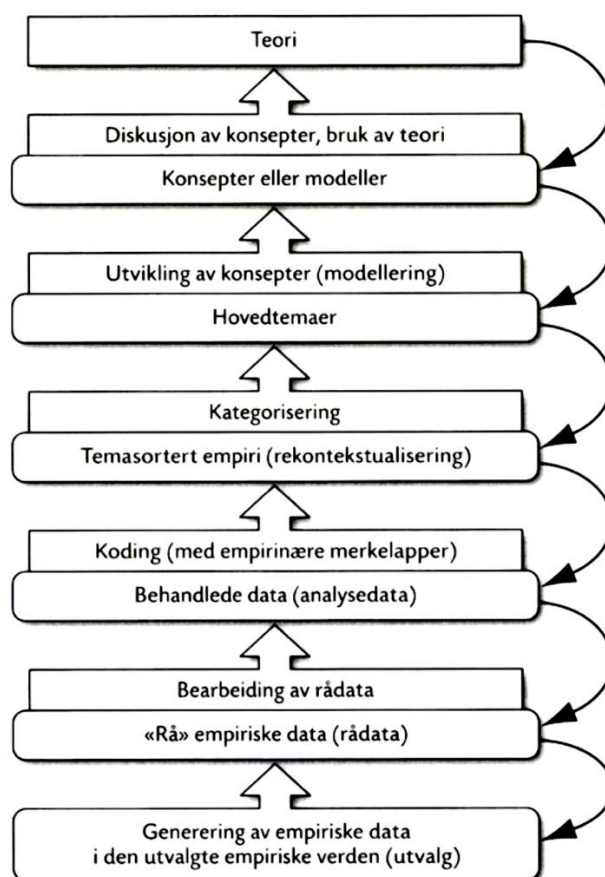 Teori
Diskusjon av konsepter, bruk av teori
Konsepter eller modeller
Utvikling av konsepter (modellering)
Hovedtemaer
Kategorisering
Temasortert empiri (rekontekstualisering)
Koding (med empirinære merkelapper)
Behandlede data (analysedata)
Bearbeiding av rådata
«Rå» empiriske data (rådata)
Generering av empiriske data
i den utvalgte empiriske verden (utvalg)